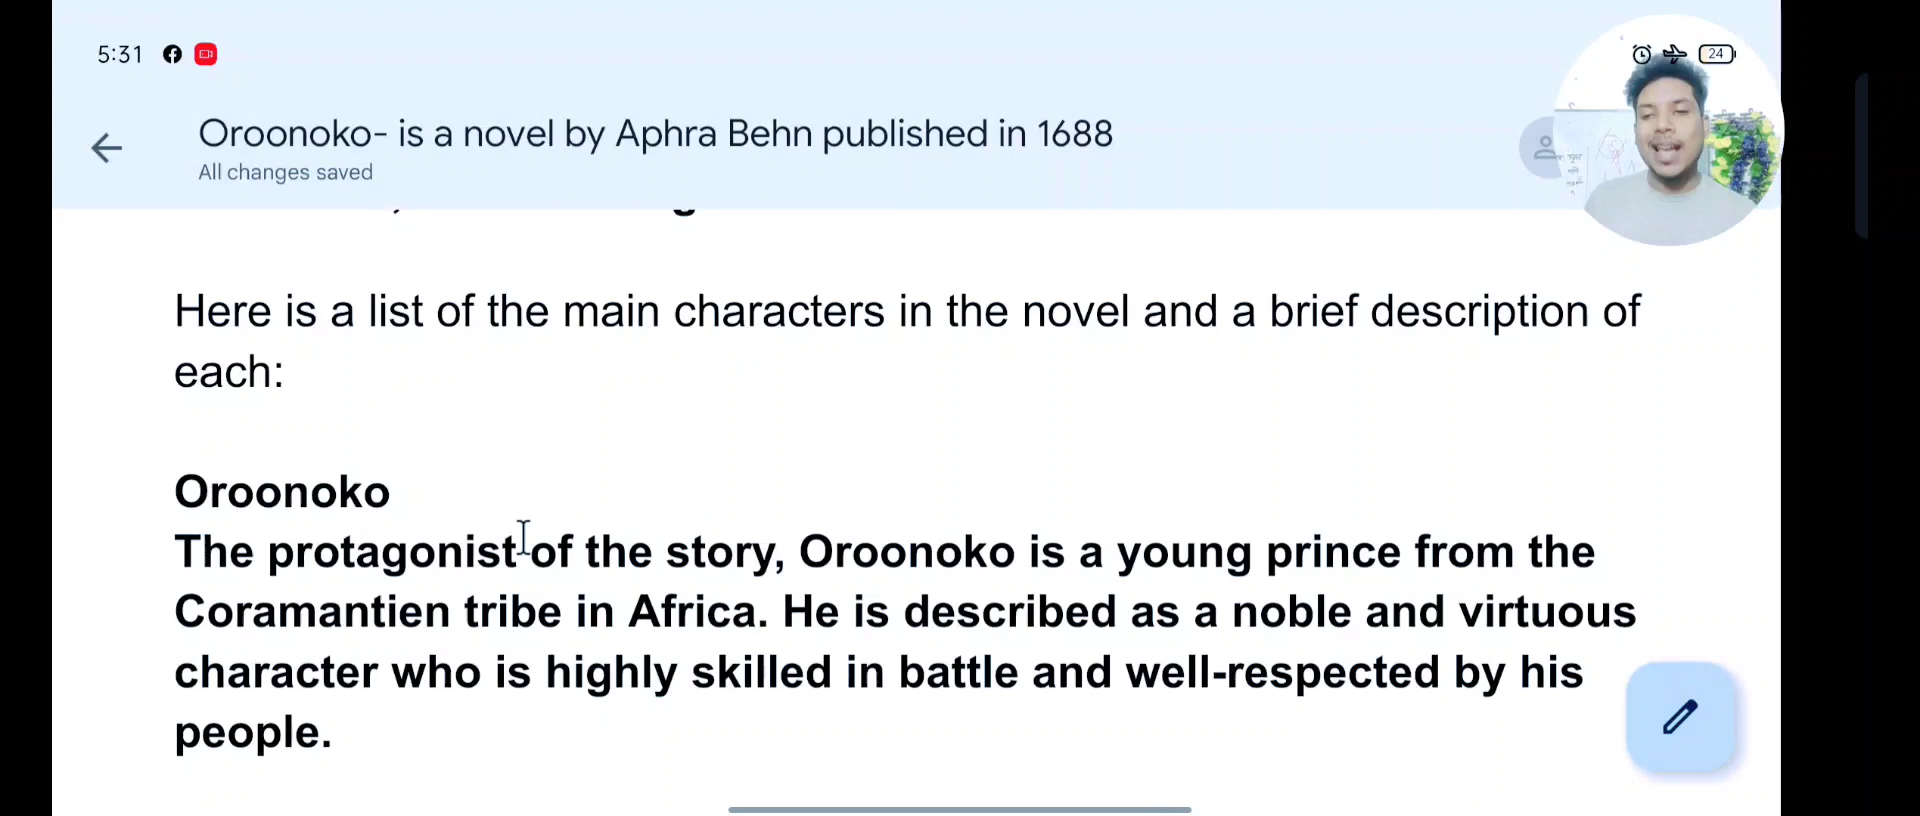 5:31
24
Oroonoko- is a novel by Aphra Behn published in 1688
All changes saved
Here is a list of the main characters in the novel and a brief description of
each:
Oroonoko
The protagonist of the story, Oroonoko is a young prince from the
Coramantien tribe in Africa. He is described as a noble and virtuous
character who is highly skilled in battle and well-respected by his
people.